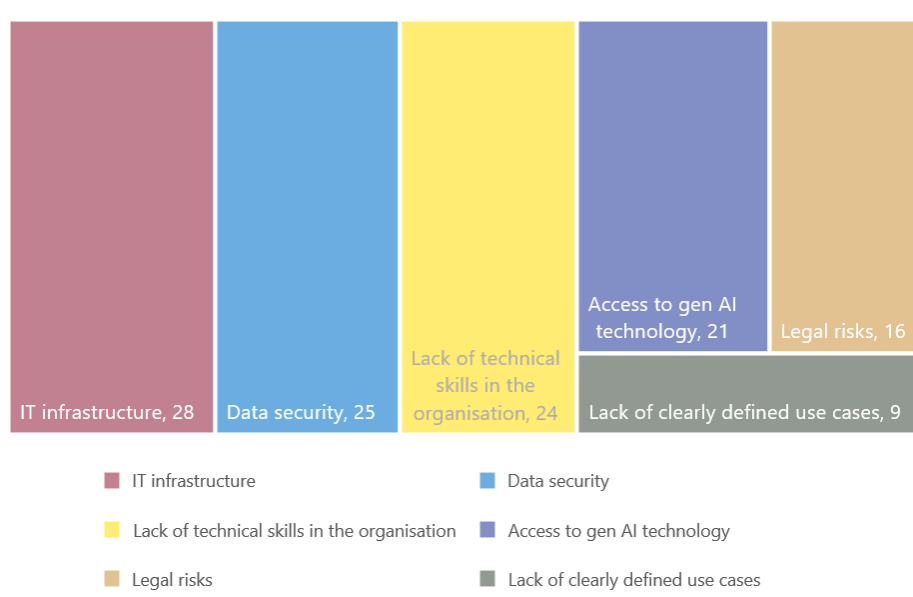 Access to gen AI
technology, 21
Legal risks, 16
Lack of technical
skills in the
organisation, 24
IT infrastructure, 28
Data security, 25
Lack of clearly defined use cases, 9
IT infrastructure
Data security
Lack of technical skills in the organisation
Access to gen AI technology
Legal risks
Lack of clearly defined use cases